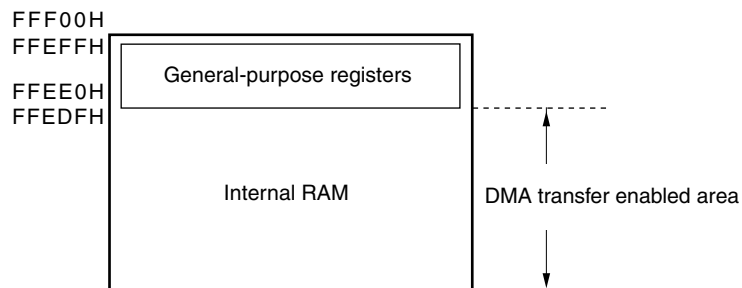 FFF00H
FFEFFH
General-purpose registers
FFEE0H
FFEDFH
Internal RAM
DMA transfer enabled area